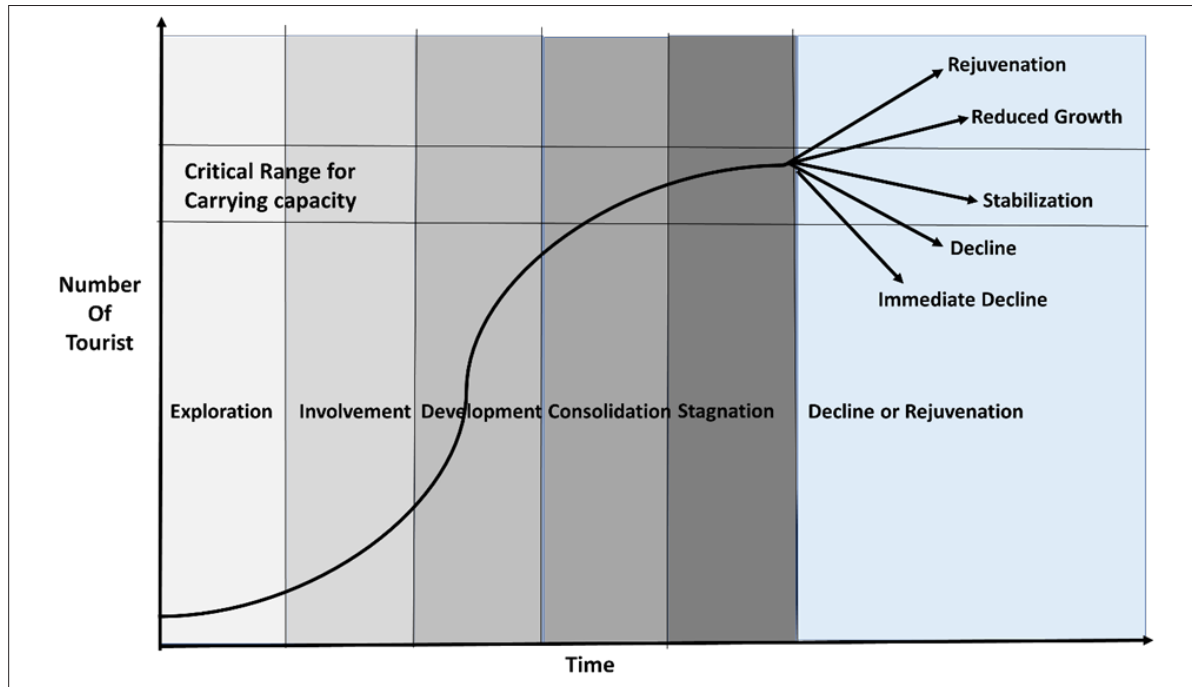 Rejuvenation
Reduced Growth
Critical Range for
Carrying capacity
Stabilization
Decline
Number
Of
Tourist
Immediate Decline
Exploration
Involvement
Development
Consolidation
Stagnation
Decline or Rejuvenation
Time